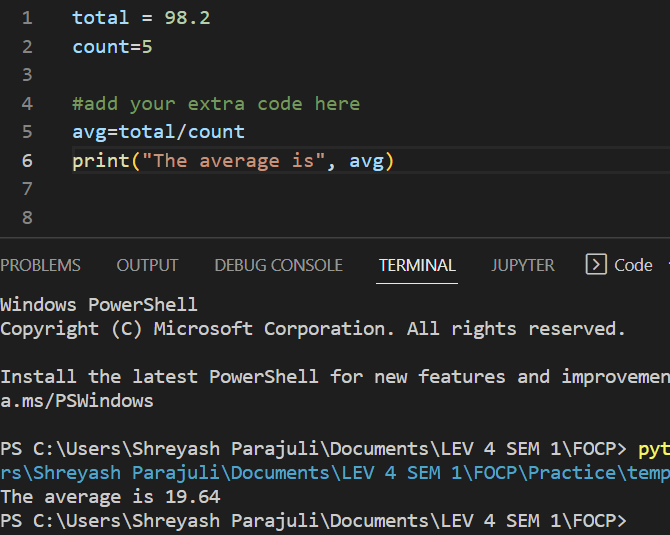 1 total = 98.2
2 count=5
3
4 #add your extra code here
5 avg=total/count
6 print("The average is", avg)
7
8
PROBLEMS OUTPUT DEBUG CONSOLE TERMINAL JUPYTER Code
Windows PowerShell
Copyright (C) Microsoft Corporation. All rights reserved.
Install the latest PowerShell for new features and improvemen
a.ms/PSWindows
PS C:\Users\Shreyash Parajuli\Documents\LEV 4 SEM 1\FOCP> pyt
rs\Shreyash Parajuli\Documents\LEV 4 SEM 1\FOCP\Practice\temp
The average is 19.64
PS C:\Users\Shreyash Parajuli\Documents\LEV 4 SEM 1\FOCP>